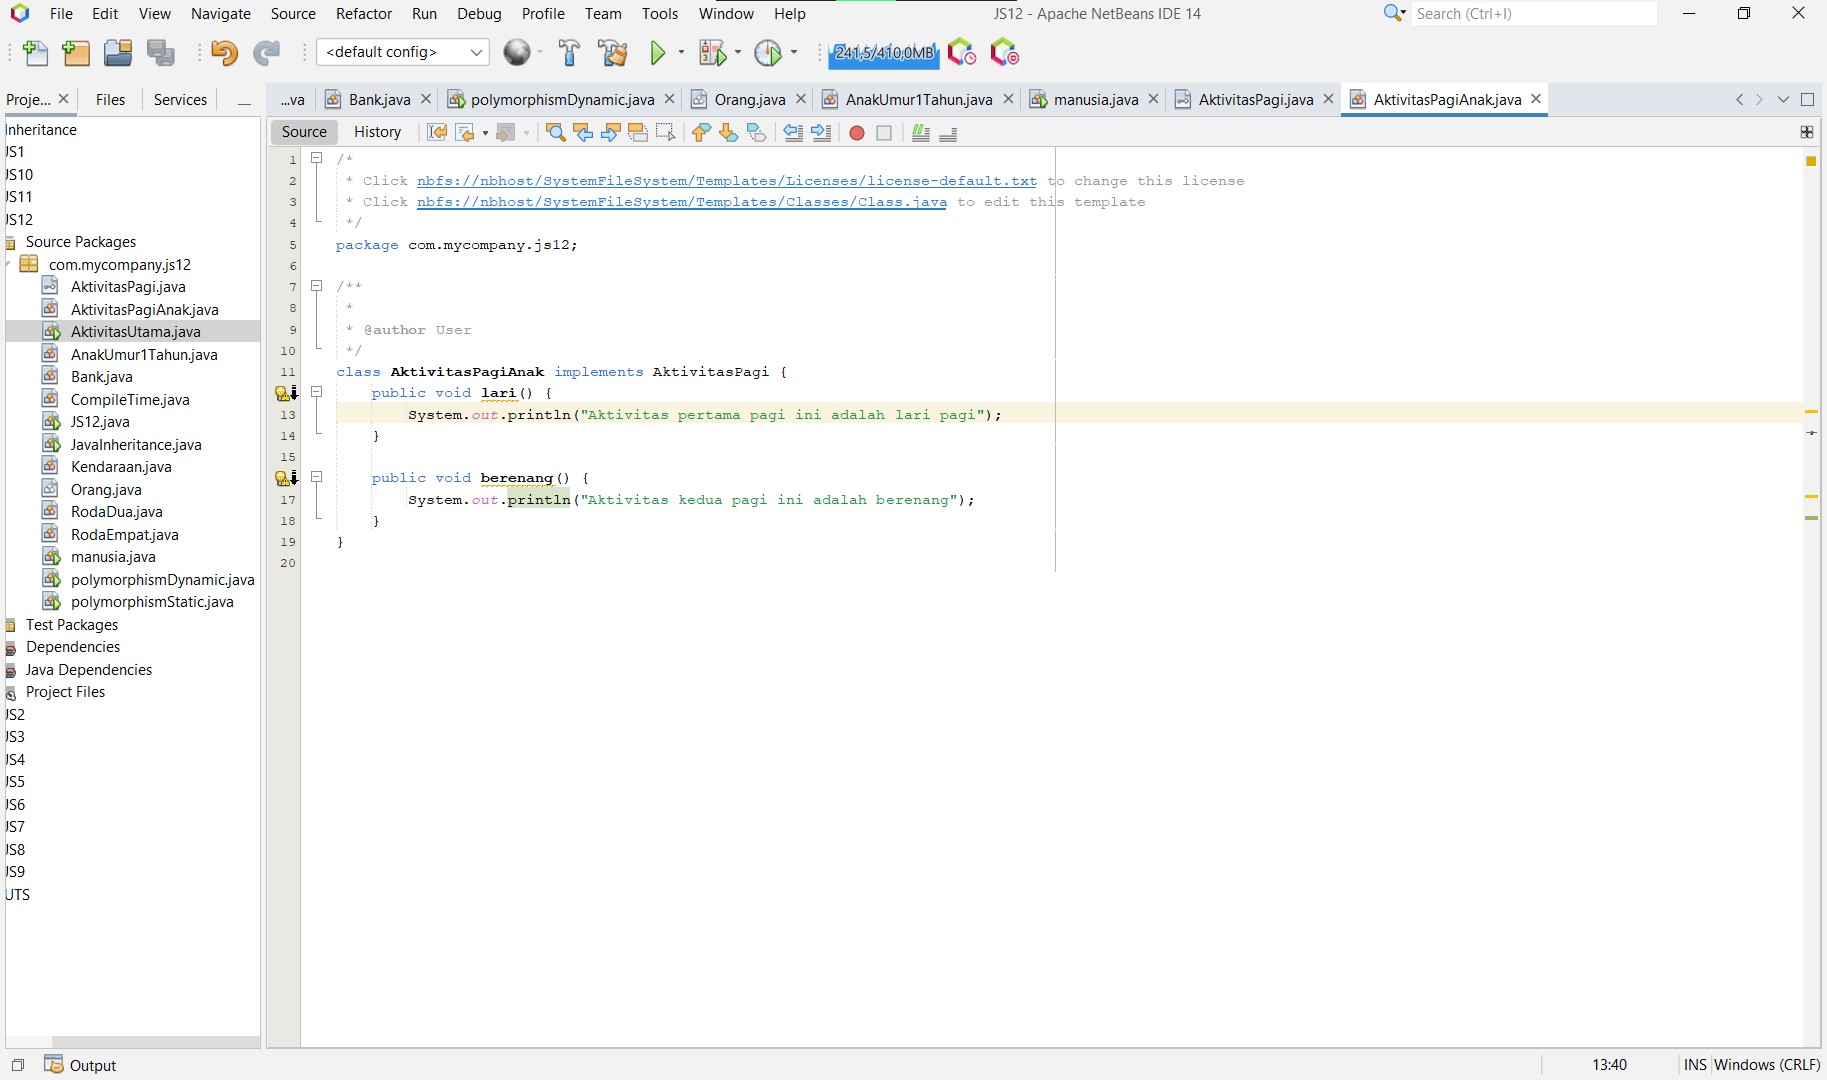 File Edit View Navigate Source Refactor Run Debug Profile Team Tools Window Help
JS12 - Apache NetBeans IDE 14
Search (Ctrl+I)
<default config>
241,5/410,0MB
Proje... Files Services
...va Bank.java polymorphismDynamic.java Orang.java AnakUmur1Tahun.java manusia.java AktivitasPagi.java AktivitasPagiAnak.java
Source History
Inheritance
JS1
JS10
JS11
JS12
Source Packages
com.mycompany.js12
AktivitasPagi.java
AktivitasPagiAnak.java
AktivitasUtama.java
AnakUmur1Tahun.java
Bank.java
CompileTime.java
JS12.java
JavaInheritance.java
Kendaraan.java
Orang.java
RodaDua.java
RodaEmpat.java
manusia.java
polymorphismDynamic.java
polymorphismStatic.java
Test Packages
Dependencies
Java Dependencies
Project Files
JS2
JS3
JS4
JS5
JS6
JS7
JS8
JS9
UTS
1 /*
2 * Click nbfs://nbhost/SystemFileSystem/Templates/Licenses/license-default.txt to change this license
3 * Click nbfs://nbhost/SystemFileSystem/Templates/Classes/Class.java to edit this template
4 */
5 package com.mycompany.js12;
6
7 /**
8 *
9 * @author User
10 */
11 class AktivitasPagiAnak implements AktivitasPagi {
public void lari() {
13 System.out.println("Aktivitas pertama pagi ini adalah lari pagi");
14 }
15
public void berenang() {
17 System.out.println("Aktivitas kedua pagi ini adalah berenang");
18 }
19 }
20
Output
13:40 INS Windows (CRLF)